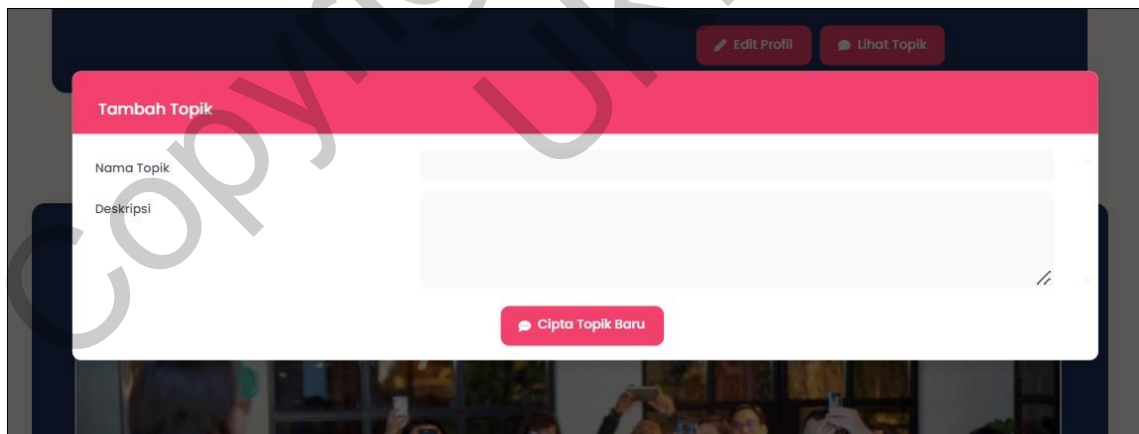 Edit Profil
Lihat Topik
Tambah Topik
Nama Topik
Deskripsi
Cipta Topik Baru